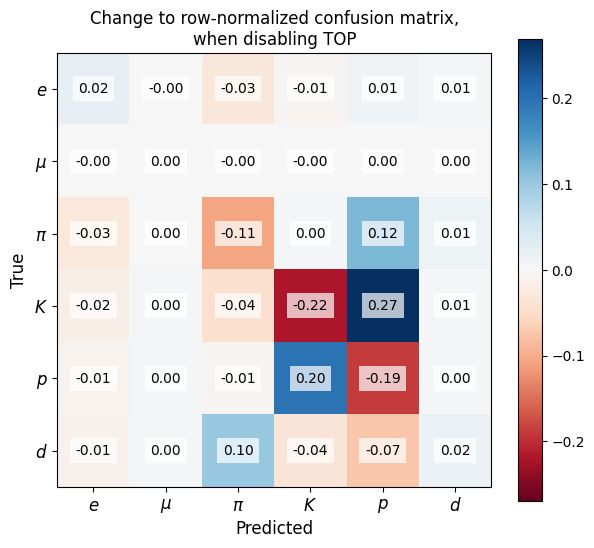 Change to row-normalized confusion matrix,
when disabling TOP
e 0.02 -0.00 -0.03 -0.01 0.01 0.01
μ -0.00 0.00 -0.00 -0.00 0.00 0.00
π -0.03 0.00 -0.11 0.00 0.12 0.01
K -0.02 0.00 -0.04 -0.22 0.27 0.01
p -0.01 0.00 -0.01 0.20 -0.19 0.00
d -0.01 0.00 0.10 -0.04 -0.07 0.02
e μ π K p d
Predicted
True
0.2
0.1
0.0
−0.1
−0.2